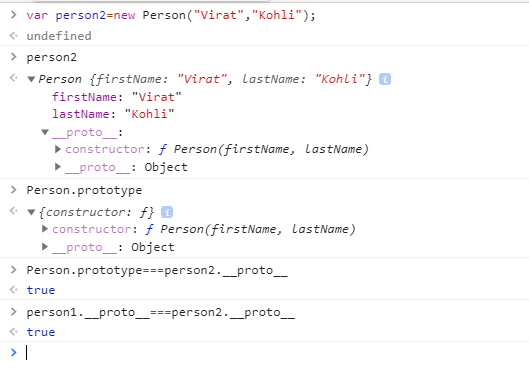 > var person2=new Person("Virat","Kohli");
undefined
> person2
▼Person {firstName: "Virat", lastName: "Kohli"} i
firstName: "Virat"
lastName: "Kohli"
▼__proto__:
▶constructor: ƒ Person(firstName, lastName)
▶__proto__: Object
> Person.prototype
▼{constructor: ƒ} i
▶constructor: ƒ Person(firstName, lastName)
▶__proto__: Object
> Person.prototype===person2.__proto__
true
> person1.__proto__===person2.__proto__
true
>